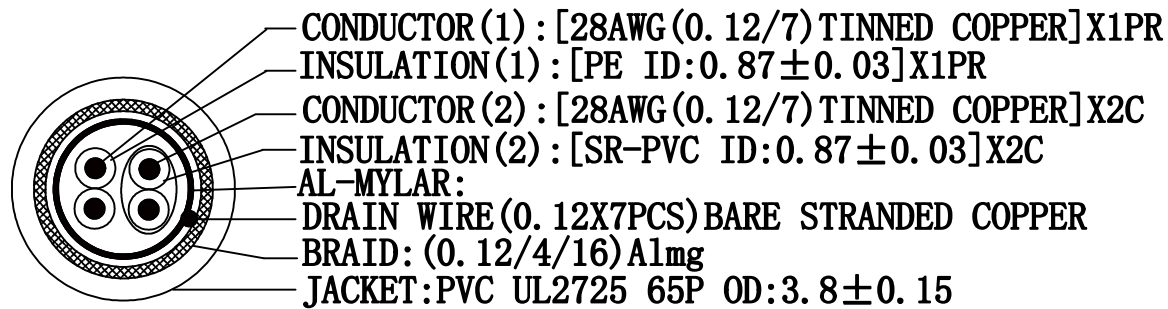 CONDUCTOR(1):[28AWG(0.12/7)TINNED COPPER]X1PR
INSULATION(1):[PE ID:0.87±0.03]X1PR
CONDUCTOR(2):[28AWG(0.12/7)TINNED COPPER]X2C
INSULATION(2):[SR-PVC ID:0.87±0.03]X2C
AL-MYLAR:
DRAIN WIRE(0.12X7PCS)BARE STRANDED COPPER
BRAID:(0.12/4/16)Almg
JACKET:PVC UL2725 65P OD:3.8±0.15